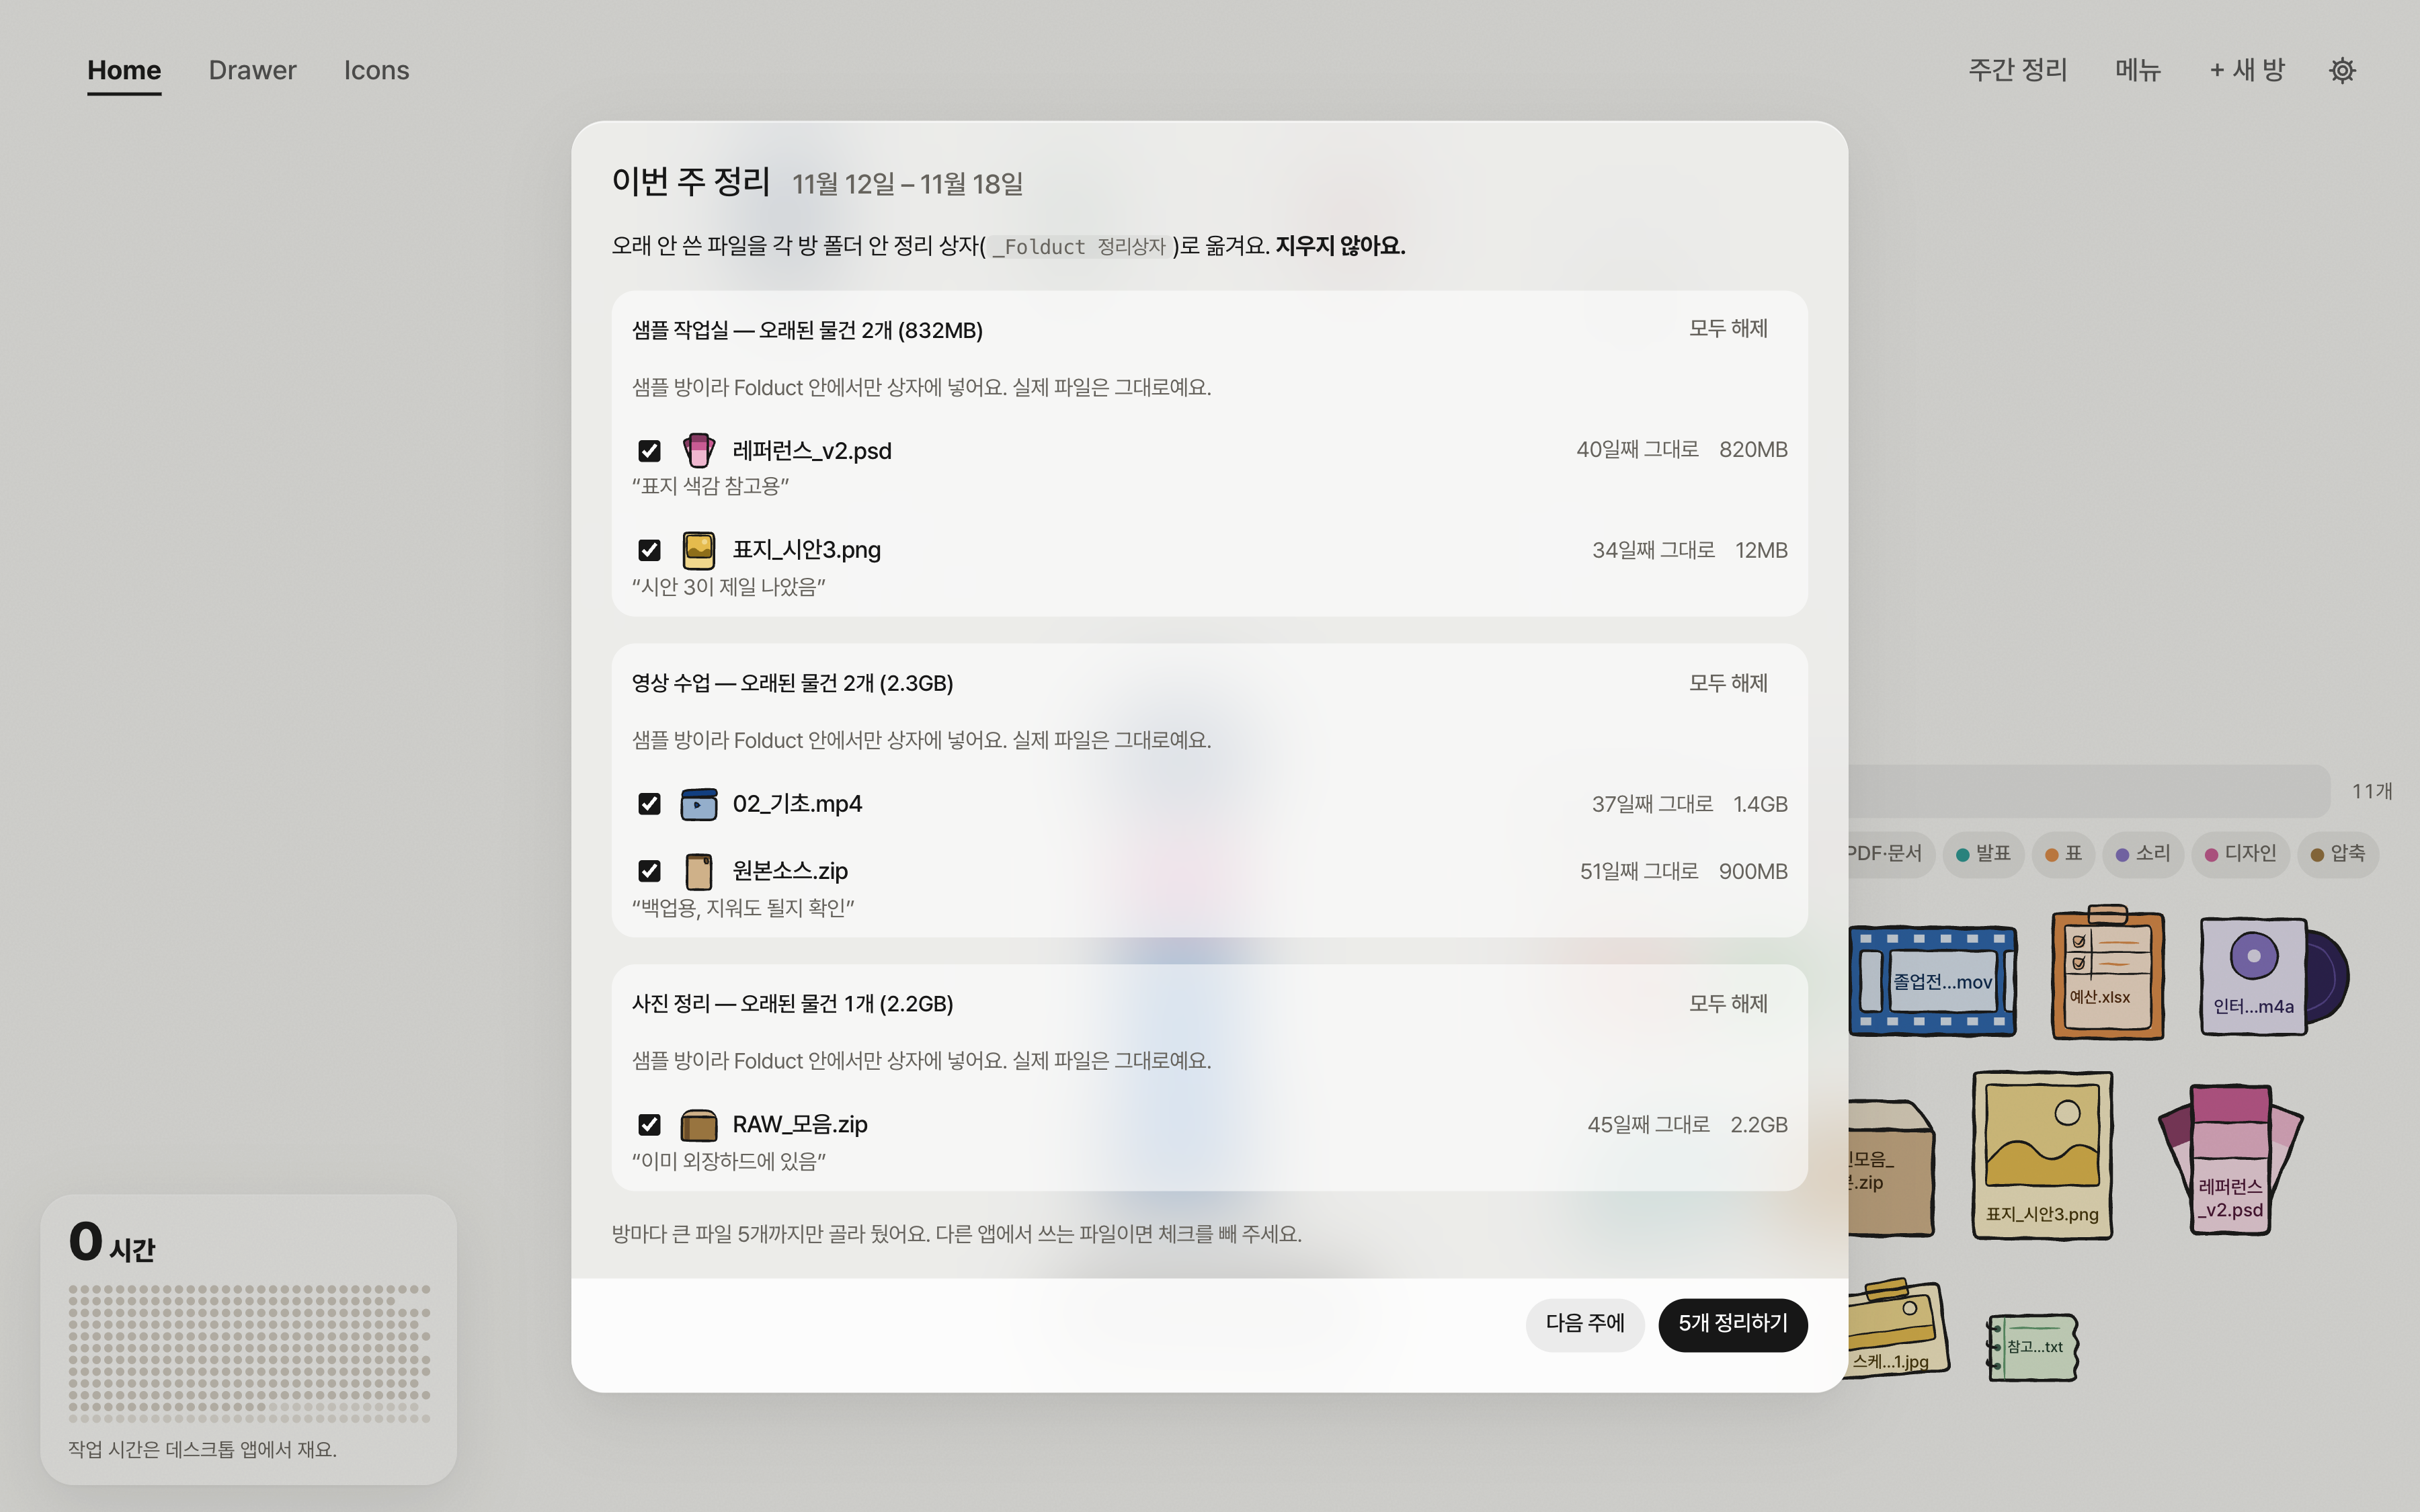 Home Drawer Icons 주간 정리 메뉴 + 새 방
이번 주 정리 11월 12일 – 11월 18일
오래 안 쓴 파일을 각 방 폴더 안 정리 상자( _Folduct 정리상자 )로 옮겨요. 지우지 않아요.
샘플 작업실 — 오래된 물건 2개 (832MB) 모두 해제
샘플 방이라 Folduct 안에서만 상자에 넣어요. 실제 파일은 그대로예요.
레퍼런스_v2.psd 40일째 그대로 820MB
“표지 색감 참고용”
표지_시안3.png 34일째 그대로 12MB
“시안 3이 제일 나았음”
영상 수업 — 오래된 물건 2개 (2.3GB) 모두 해제
샘플 방이라 Folduct 안에서만 상자에 넣어요. 실제 파일은 그대로예요.
02_기초.mp4 37일째 그대로 1.4GB
원본소스.zip 51일째 그대로 900MB
“백업용, 지워도 될지 확인”
사진 정리 — 오래된 물건 1개 (2.2GB) 모두 해제
샘플 방이라 Folduct 안에서만 상자에 넣어요. 실제 파일은 그대로예요.
RAW_모음.zip 45일째 그대로 2.2GB
“이미 외장하드에 있음”
방마다 큰 파일 5개까지만 골라 뒀어요. 다른 앱에서 쓰는 파일이면 체크를 빼 주세요.
다음 주에 5개 정리하기
11개
PDF·문서 발표 표 소리 디자인 압축
졸업전...mov 예산.xlsx 인터...m4a
모음_
.zip
표지_시안3.png
레퍼런스
_v2.psd
스케...1.jpg 참고...txt
0 시간
작업 시간은 데스크톱 앱에서 재요.